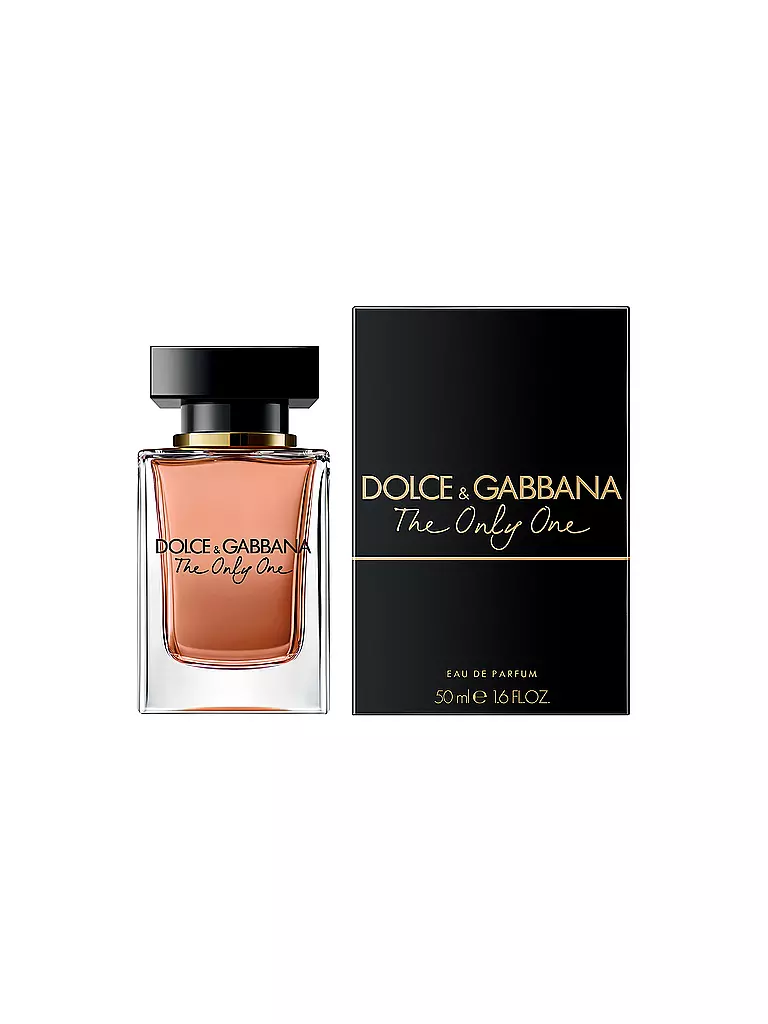 DOLCE & GABBANA
The Only One
DOLCE & GABBANA
The Only One
EAU DE PARFUM
50 ml e 1.6 FL.OZ.